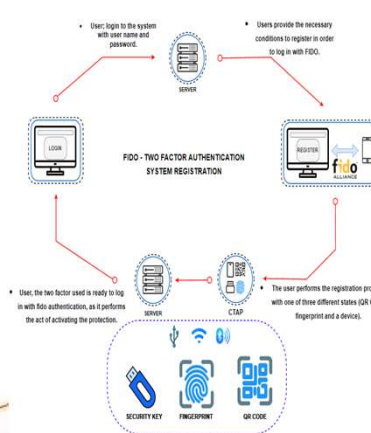 • User; login to the system
with user name and
password.
• Users provide the necessary
conditions to register in order
to log in with FIDO.
SERVER
LOGIN
FIDO - TWO FACTOR AUTHENTICATION
SYSTEM REGISTRATION
REGISTER
fido
ALLIANCE
• User, the two factor used is ready to log
in with fido authentication, as it performs
the act of activating the protection.
SERVER
CTAP
• The user performs the registration
with one of three different states (QR
fingerprint and a device).
SECURITY KEY
FINGERPRINT
QR CODE